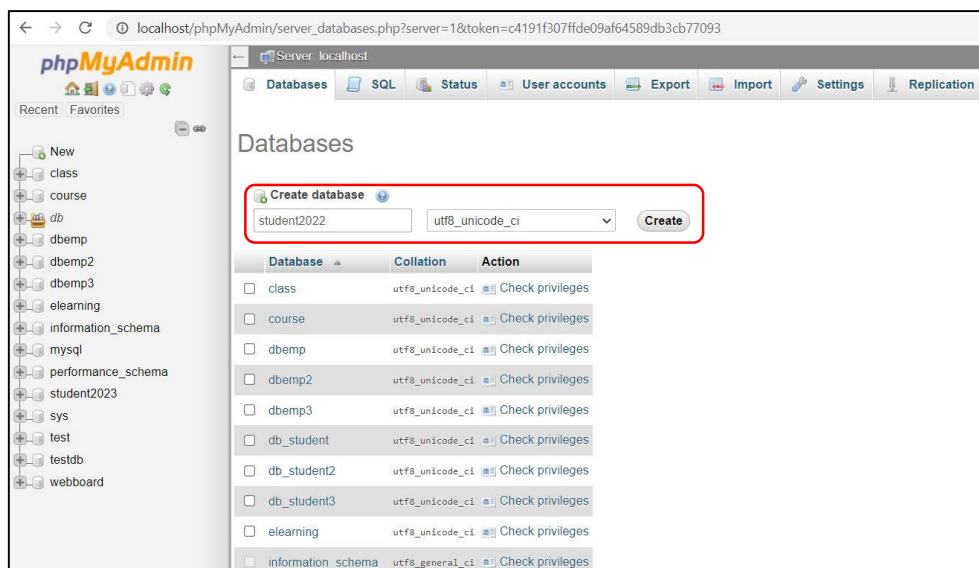 localhost/phpMyAdmin/server_databases.php?server=1&token=c4191f307ffde09af64589db3cb77093
phpMyAdmin
Recent Favorites
New
class
course
db
dbemp
dbemp2
dbemp3
elearning
information_schema
mysql
performance_schema
student2023
sys
test
testdb
webboard
Server: localhost
Databases SQL Status User accounts Export Import Settings Replication
Databases
Create database
student2022 utf8_unicode_ci Create
Database Collation Action
class utf8_unicode_ci Check privileges
course utf8_unicode_ci Check privileges
dbemp utf8_unicode_ci Check privileges
dbemp2 utf8_unicode_ci Check privileges
dbemp3 utf8_unicode_ci Check privileges
db_student utf8_unicode_ci Check privileges
db_student2 utf8_unicode_ci Check privileges
db_student3 utf8_unicode_ci Check privileges
elearning utf8_unicode_ci Check privileges
information_schema utf8_general_ci Check privileges